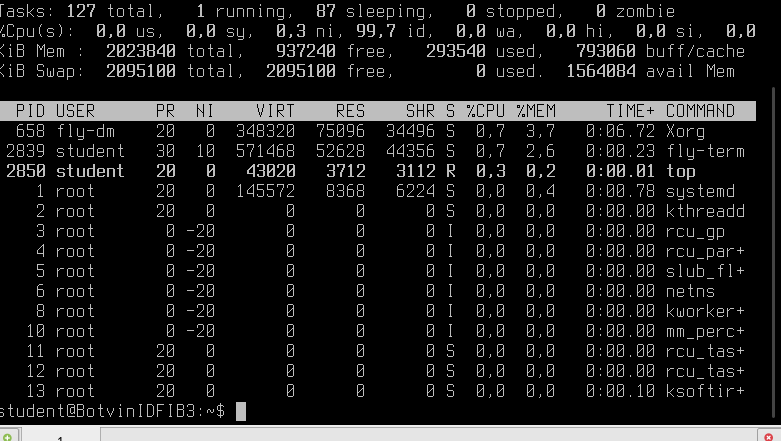 Tasks: 127 total,   1 running,  87 sleeping,   0 stopped,   0 zombie
%Cpu(s):  0,0 us,  0,0 sy,  0,3 ni, 99,7 id,  0,0 wa,  0,0 hi,  0,0 si,  0,0
KiB Mem :  2023840 total,   937240 free,   293540 used,   793060 buff/cache
KiB Swap:  2095100 total,  2095100 free,        0 used.  1564084 avail Mem
PID USER      PR  NI    VIRT    RES    SHR S %CPU %MEM     TIME+ COMMAND
658 fly-dm    20   0  348320  75096  34496 S  0,7  3,7   0:06.72 Xorg
2839 student   30  10  571468  52628  44356 S  0,7  2,6   0:00.23 fly-term
2850 student   20   0   43020   3712   3112 R  0,3  0,2   0:00.01 top
1 root      20   0  145572   8368   6224 S  0,0  0,4   0:00.78 systemd
2 root      20   0       0      0      0 S  0,0  0,0   0:00.00 kthreadd
3 root       0 -20       0      0      0 I  0,0  0,0   0:00.00 rcu_gp
4 root       0 -20       0      0      0 I  0,0  0,0   0:00.00 rcu_par+
5 root       0 -20       0      0      0 I  0,0  0,0   0:00.00 slub_fl+
6 root       0 -20       0      0      0 I  0,0  0,0   0:00.00 netns
8 root       0 -20       0      0      0 I  0,0  0,0   0:00.00 kworker+
10 root       0 -20       0      0      0 I  0,0  0,0   0:00.00 mm_perc+
11 root      20   0       0      0      0 S  0,0  0,0   0:00.00 rcu_tas+
12 root      20   0       0      0      0 S  0,0  0,0   0:00.00 rcu_tas+
13 root      20   0       0      0      0 S  0,0  0,0   0:00.10 ksoftir+
student@BotvinIDFIB3:~$